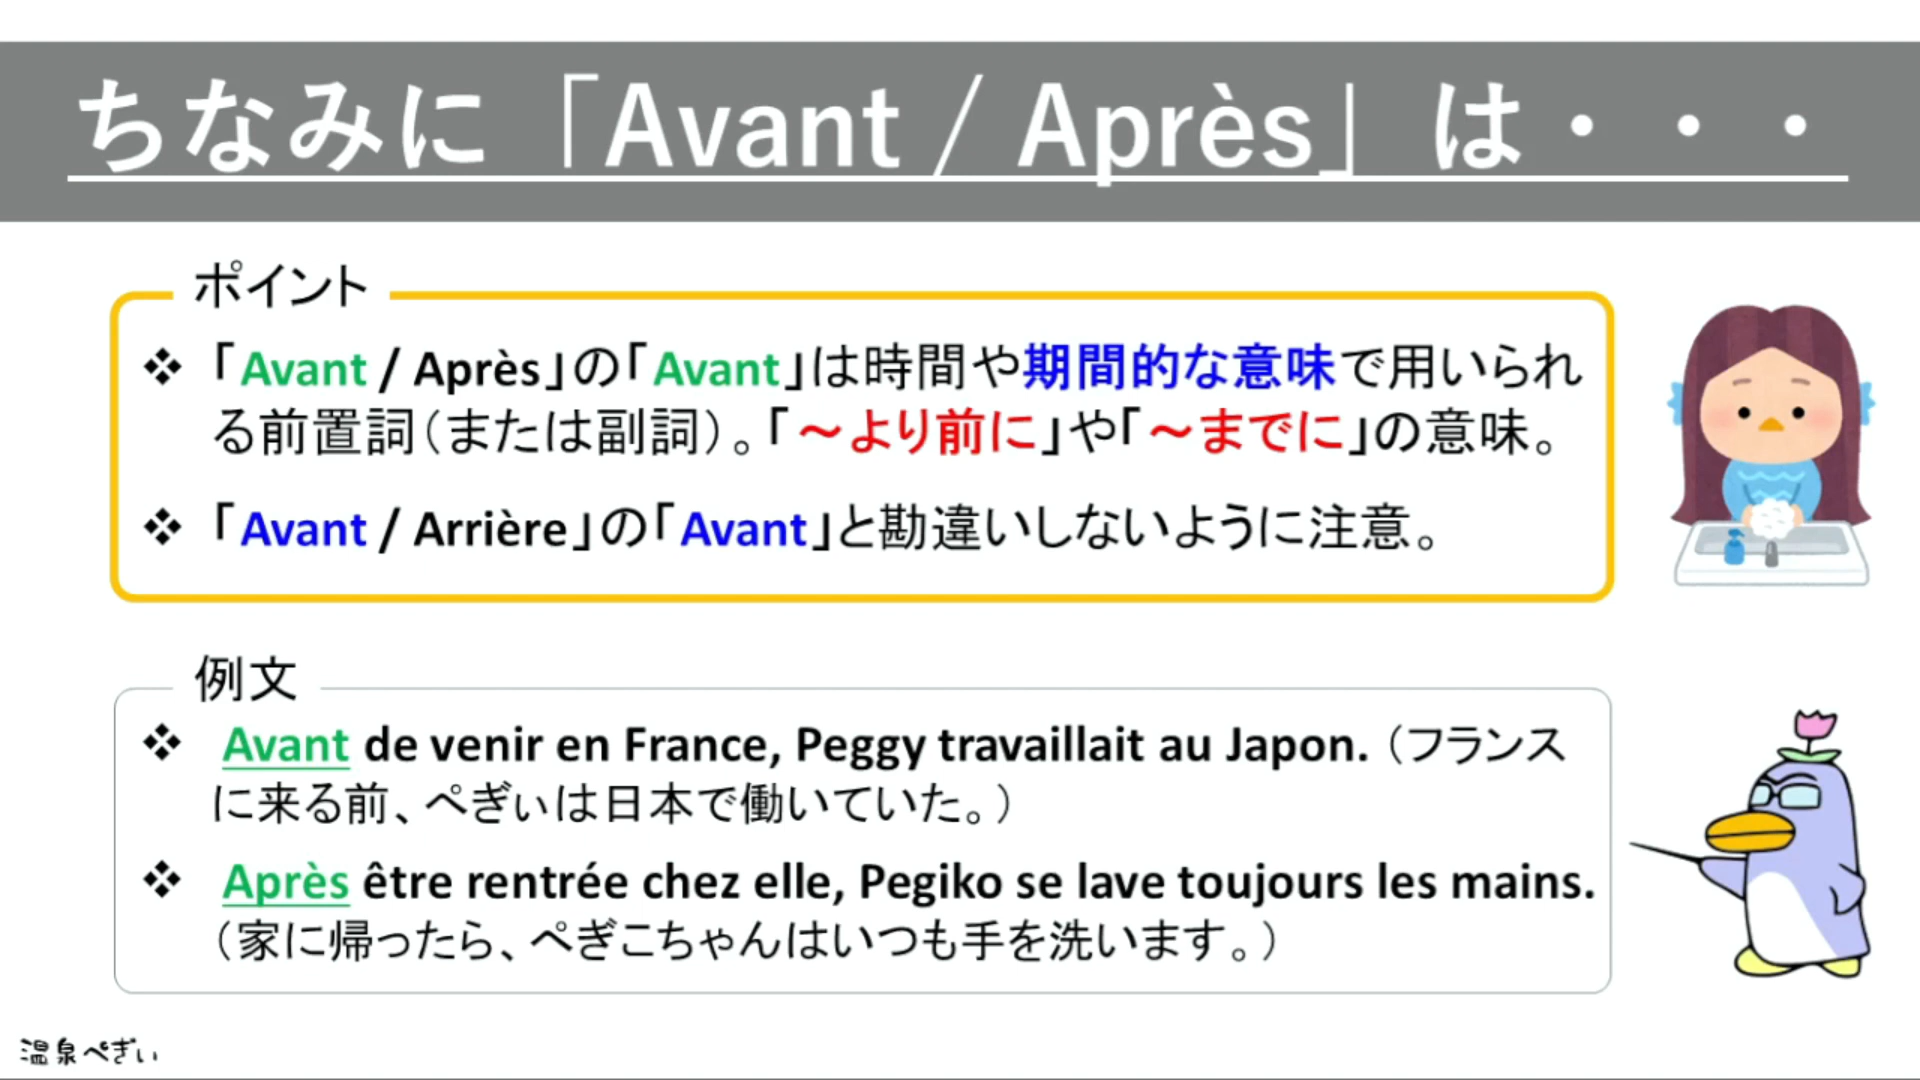 ちなみに「Avant / Après」は・・・
ポイント
❖ 「Avant / Après」の「Avant」は時間や期間的な意味で用いられ
る前置詞（または副詞）。「～より前に」や「～までに」の意味。
❖ 「Avant / Arrière」の「Avant」と勘違いしないように注意。
例文
❖ Avant de venir en France, Peggy travaillait au Japon.（フランス
に来る前、ぺぎぃは日本で働いていた。）
❖ Après être rentrée chez elle, Pegiko se lave toujours les mains.
（家に帰ったら、ぺぎこちゃんはいつも手を洗います。）
温泉ぺぎぃ